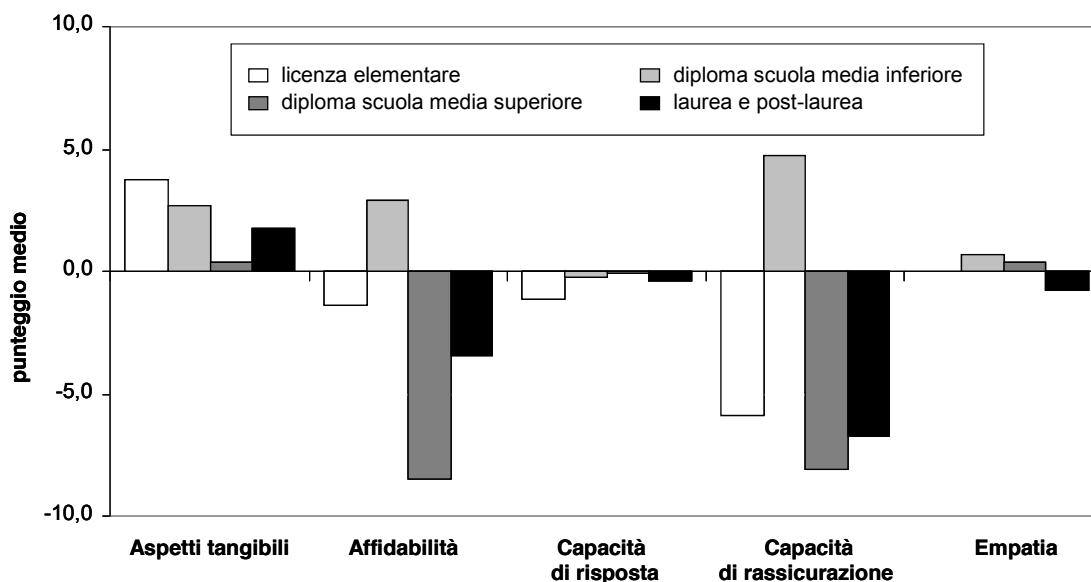 10,0
licenza elementare
diploma scuola media inferiore
diploma scuola media superiore
laurea e post-laurea
5,0
punteggio medio
0,0
-5,0
-10,0
Aspetti tangibili
Affidabilità
Capacità
di risposta
Capacità
di rassicurazione
Empatia